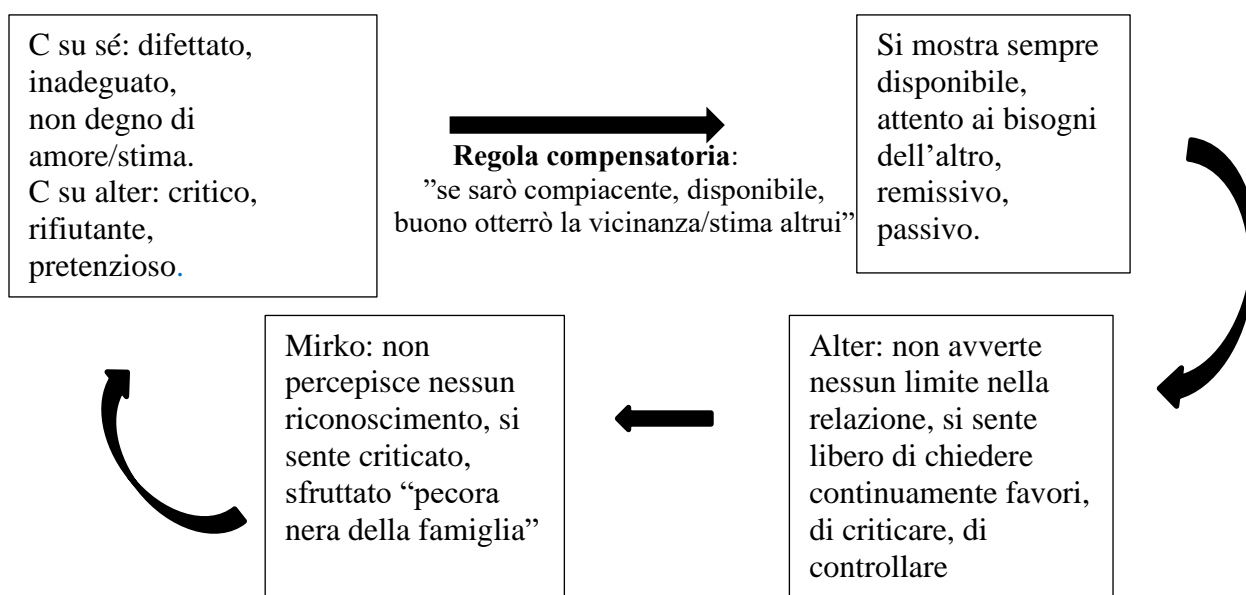 C su sé: difettato,
inadeguato,
non degno di
amore/stima.
C su alter: critico,
rifiutante,
pretenzioso.
Regola compensatoria:
”se sarò compiacente, disponibile,
buono otterrò la vicinanza/stima altrui”
Si mostra sempre
disponibile,
attento ai bisogni
dell’altro,
remissivo,
passivo.
Alter: non avverte
nessun limite nella
relazione, si sente
libero di chiedere
continuamente favori,
di criticare, di
controllare
Mirko: non
percepisce nessun
riconoscimento, si
sente criticato,
sfruttato “pecora
nera della famiglia”